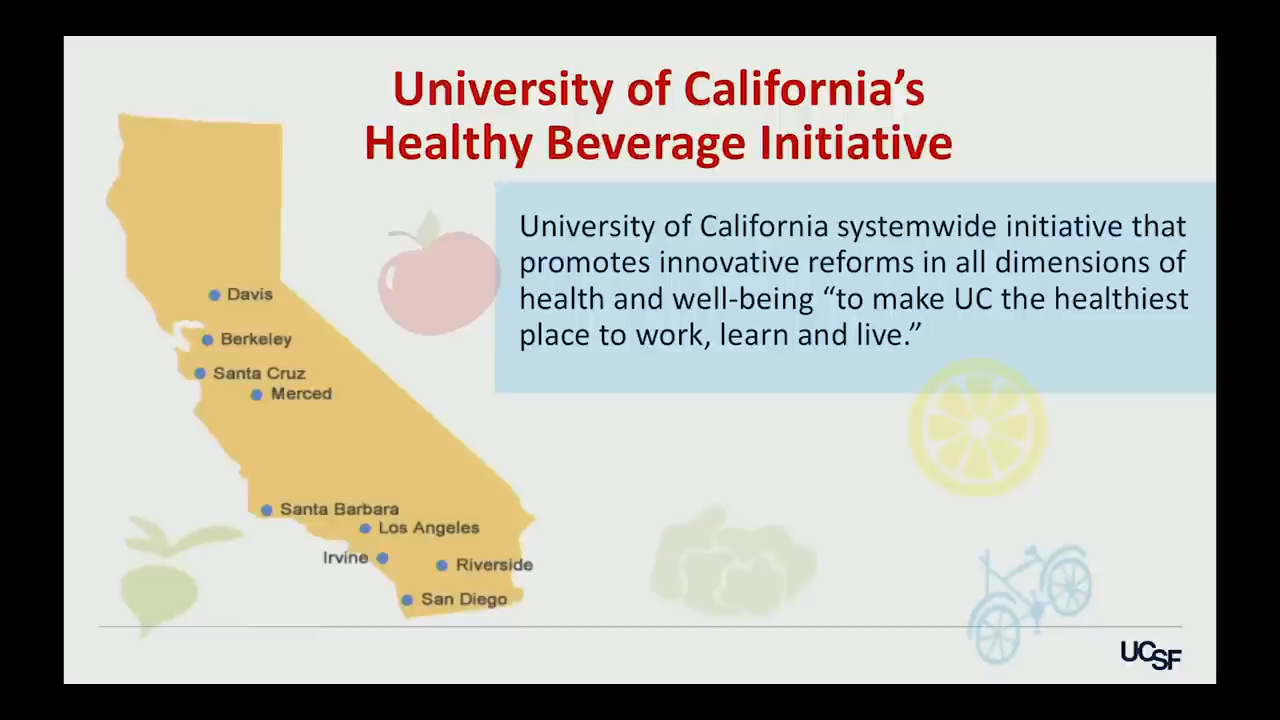 University of California’s
Healthy Beverage Initiative
University of California systemwide initiative that
promotes innovative reforms in all dimensions of
health and well-being “to make UC the healthiest
place to work, learn and live.”
Davis
Berkeley
Santa Cruz
Merced
Santa Barbara
Los Angeles
Irvine
Riverside
San Diego
UCSF